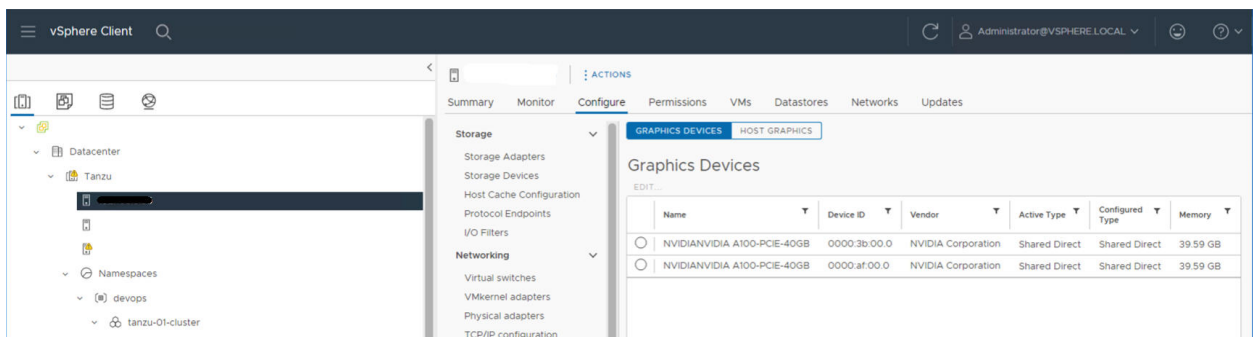 vSphere Client
Administrator@VSPHERE.LOCAL
Datacenter
Tanzu
Namespaces
devops
tanzu-01-cluster
ACTIONS
Summary Monitor Configure Permissions VMs Datastores Networks Updates
Storage
Storage Adapters
Storage Devices
Host Cache Configuration
Protocol Endpoints
I/O Filters
Networking
Virtual switches
VMkernel adapters
Physical adapters
TCP/IP configuration
GRAPHICS DEVICES HOST GRAPHICS
Graphics Devices
EDIT...
Name Device ID Vendor Active Type Configured Type Memory
NVIDIANVIDIA A100-PCIE-40GB 0000:3b:00.0 NVIDIA Corporation Shared Direct Shared Direct 39.59 GB
NVIDIANVIDIA A100-PCIE-40GB 0000:af:00.0 NVIDIA Corporation Shared Direct Shared Direct 39.59 GB